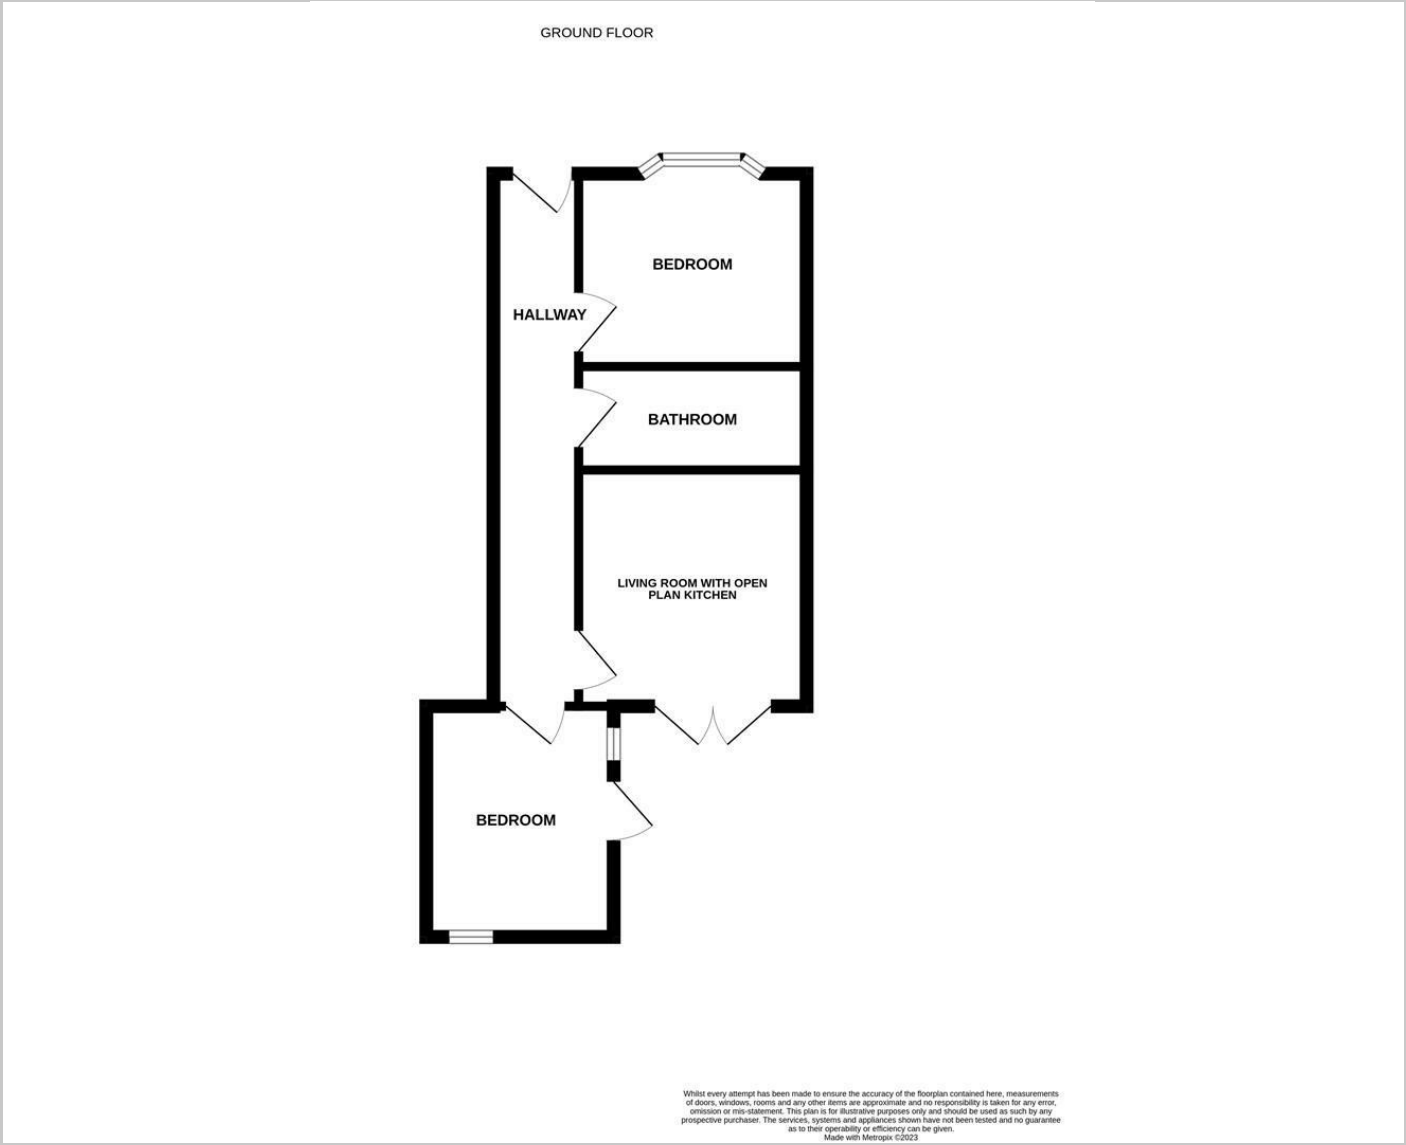 GROUND FLOOR
BEDROOM
HALLWAY
BATHROOM
LIVING ROOM WITH OPEN
PLAN KITCHEN
BEDROOM
Whilst every attempt has been made to ensure the accuracy of the floorplan contained here, measurements
of doors, windows, rooms and any other items are approximate and no responsibility is taken for any error,
omission or mis-statement. This plan is for illustrative purposes only and should be used as such by any
prospective purchaser. The services, systems and appliances shown have not been tested and no guarantee
as to their operability or efficiency can be given.
Made with Metropix ©2023